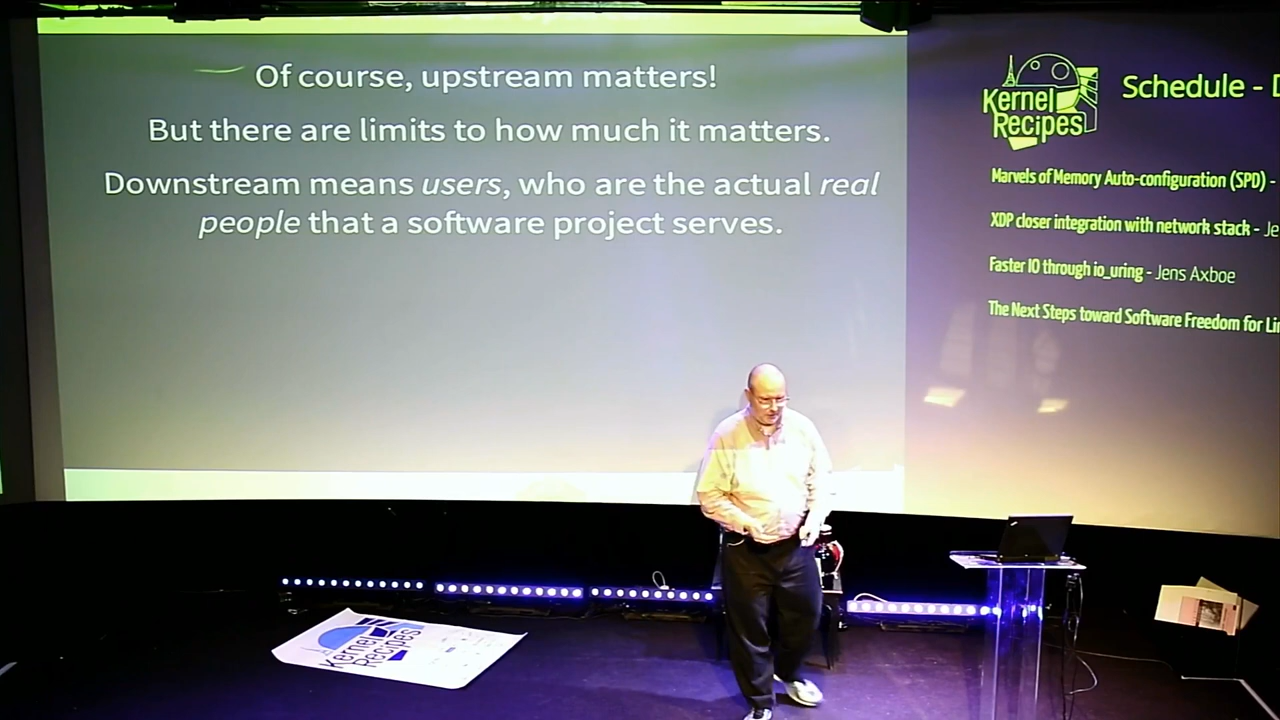 Of course, upstream matters!
But there are limits to how much it matters.
Downstream means users, who are the actual real
people that a software project serves.
Kernel
Recipes
Schedule -
Marvels of Memory Auto-configuration (SPD) -
XDP closer integration with network stack - Je
Faster IO through io_uring - Jens Axboe
The Next Steps toward Software Freedom for Li
Kernel
Recipes